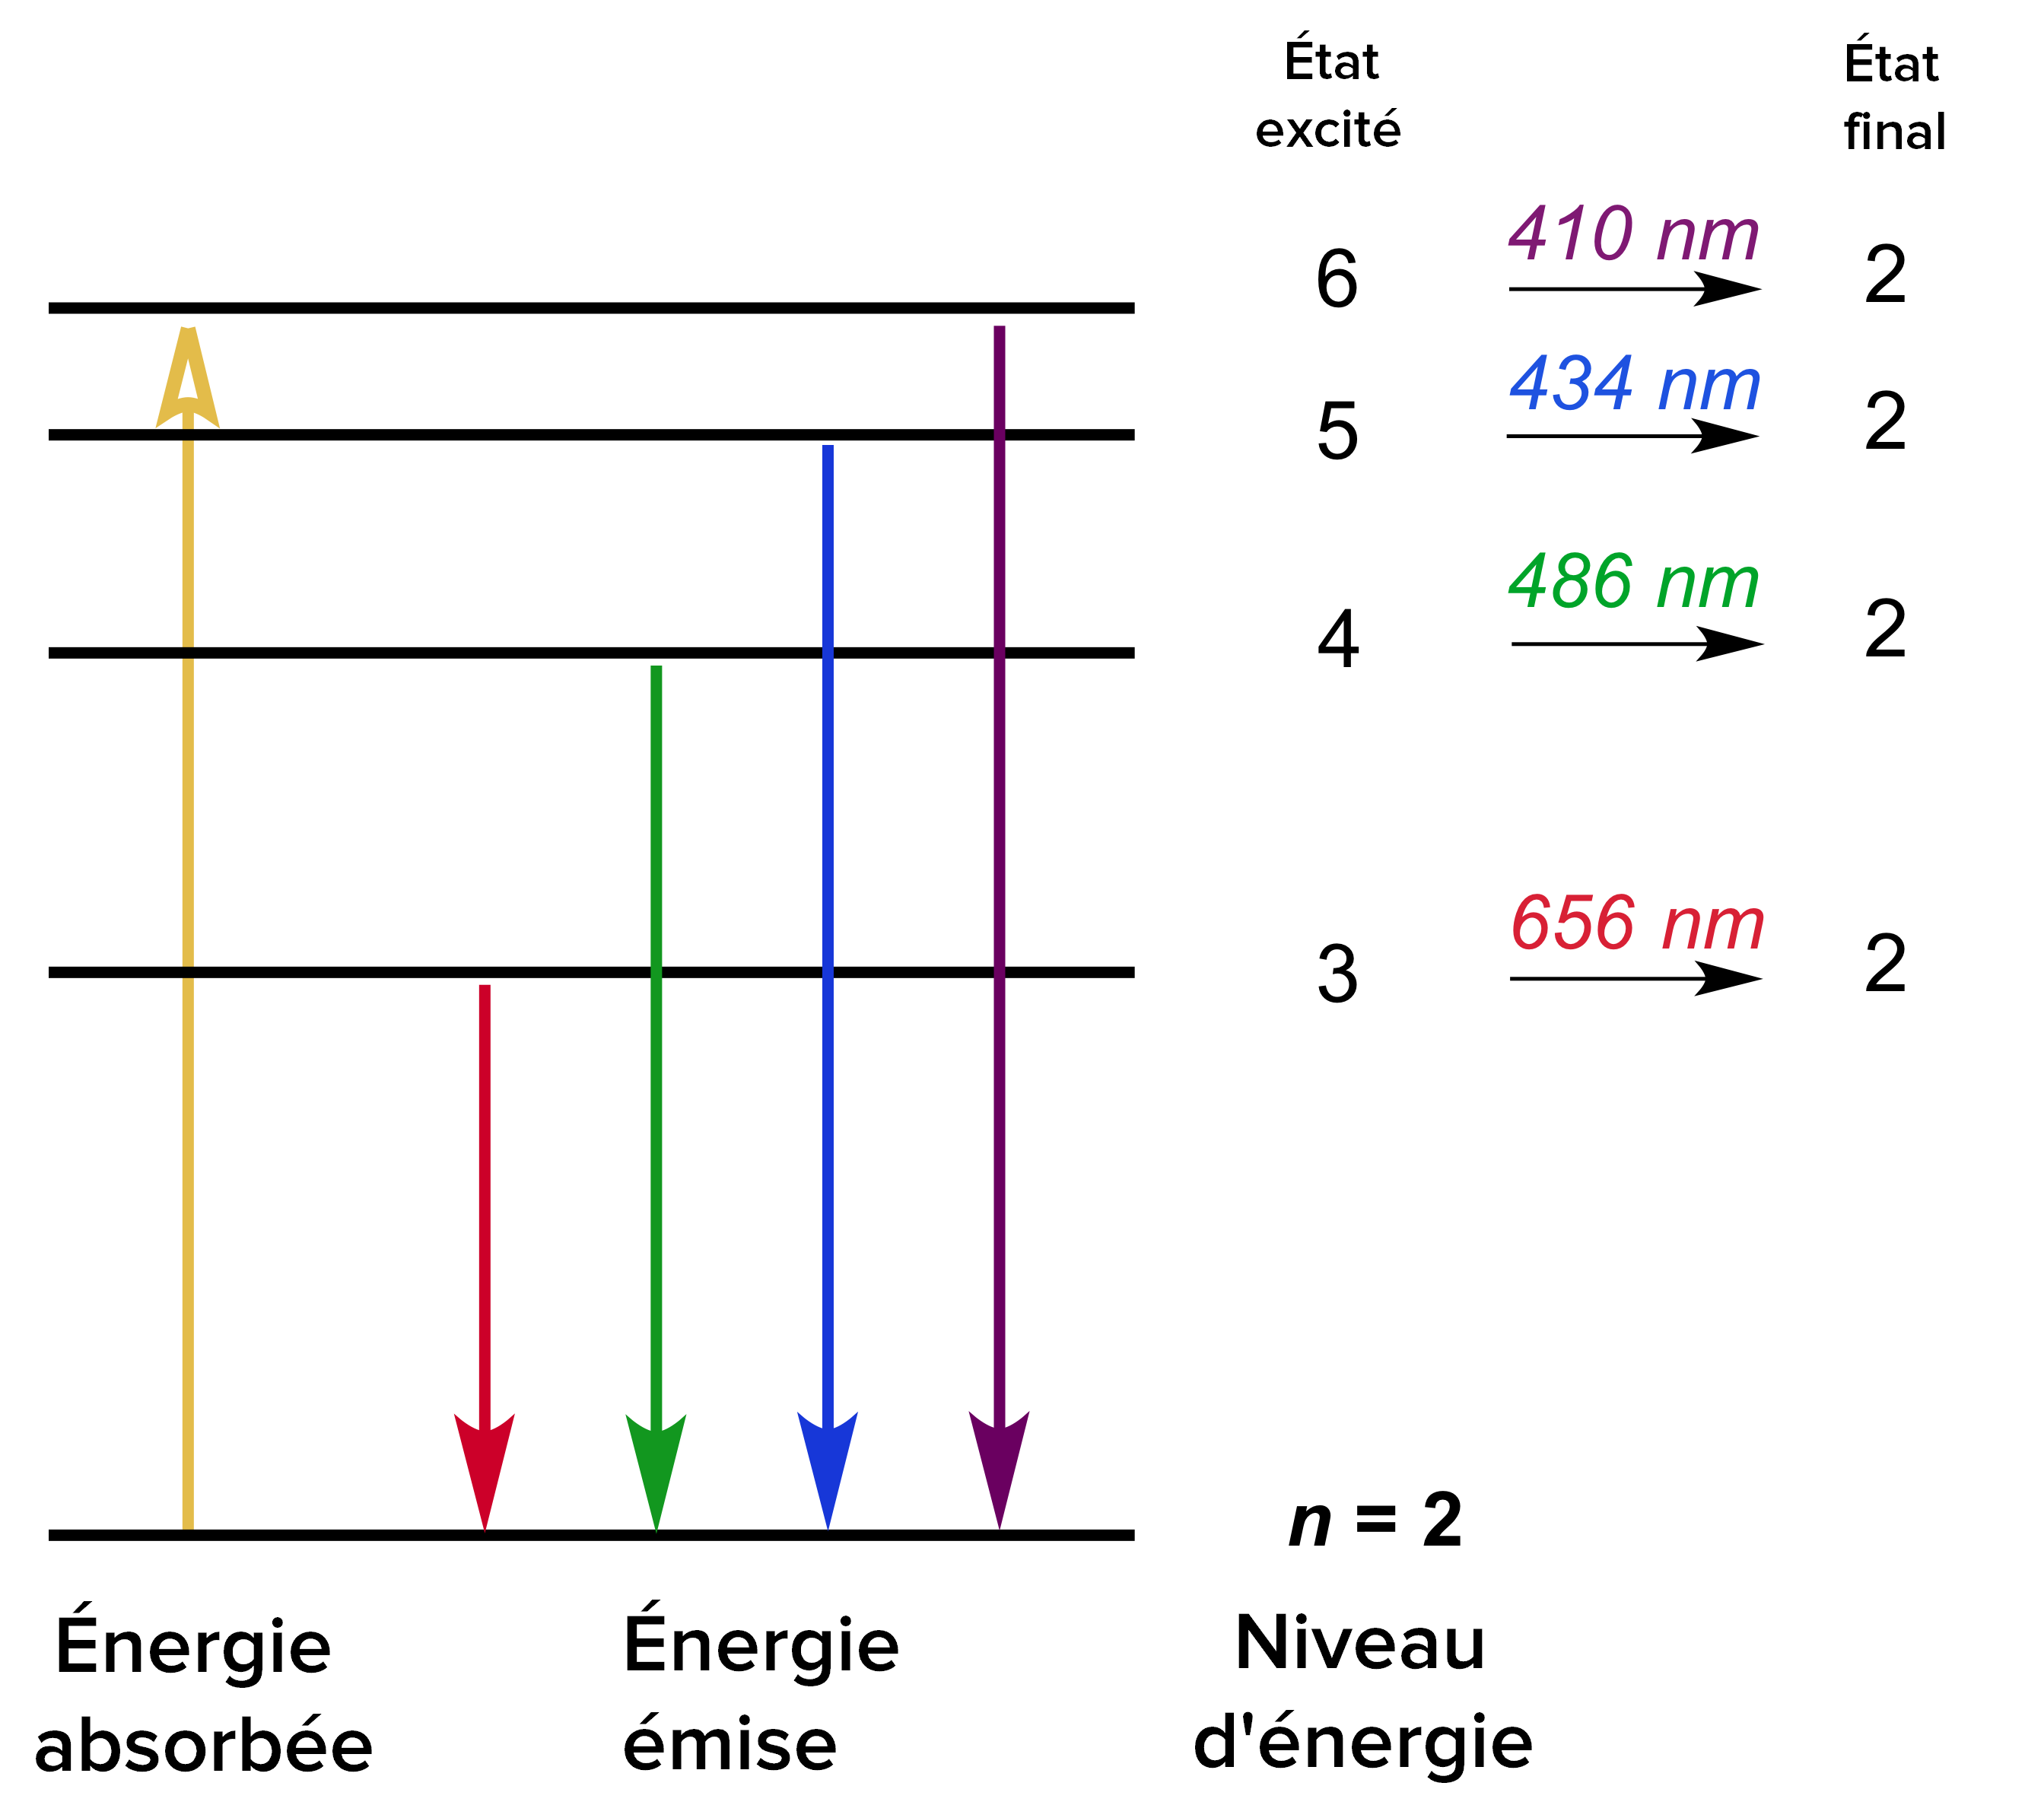 État
excité
État
final
6
410 nm
2
5
434 nm
2
4
486 nm
2
3
656 nm
2
n = 2
Énergie
absorbée
Énergie
émise
Niveau
d'énergie